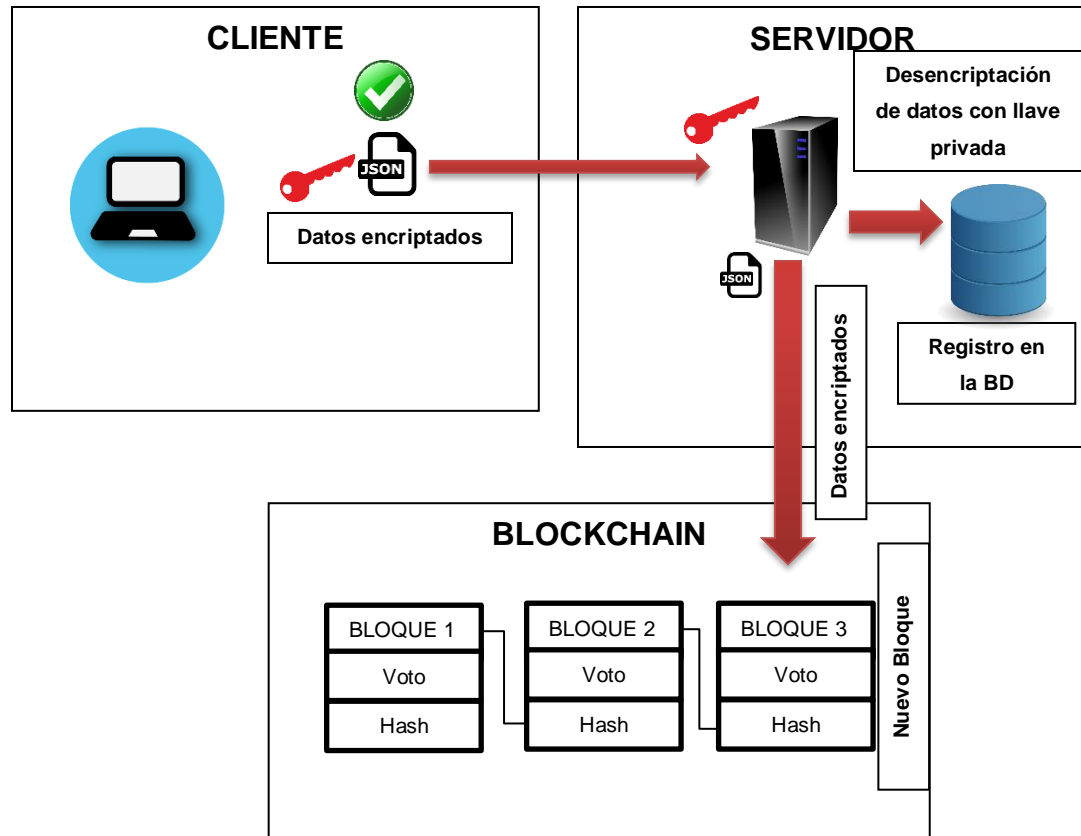 CLIENTE
JSON
Datos encriptados
SERVIDOR
Desencriptación
de datos con llave
privada
JSON
Registro en
la BD
Datos encriptados
BLOCKCHAIN
BLOQUE 1
Voto
Hash
BLOQUE 2
Voto
Hash
BLOQUE 3
Voto
Hash
Nuevo Bloque